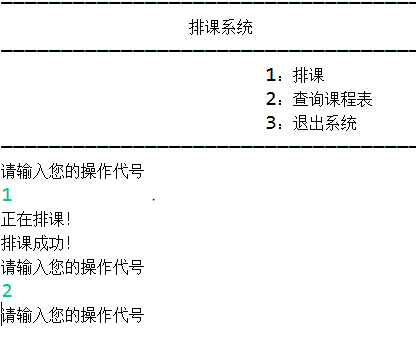 排课系统
1: 排课
2: 查询课程表
3: 退出系统
请输入您的操作代号
1
正在排课!
排课成功!
请输入您的操作代号
2
请输入您的操作代号